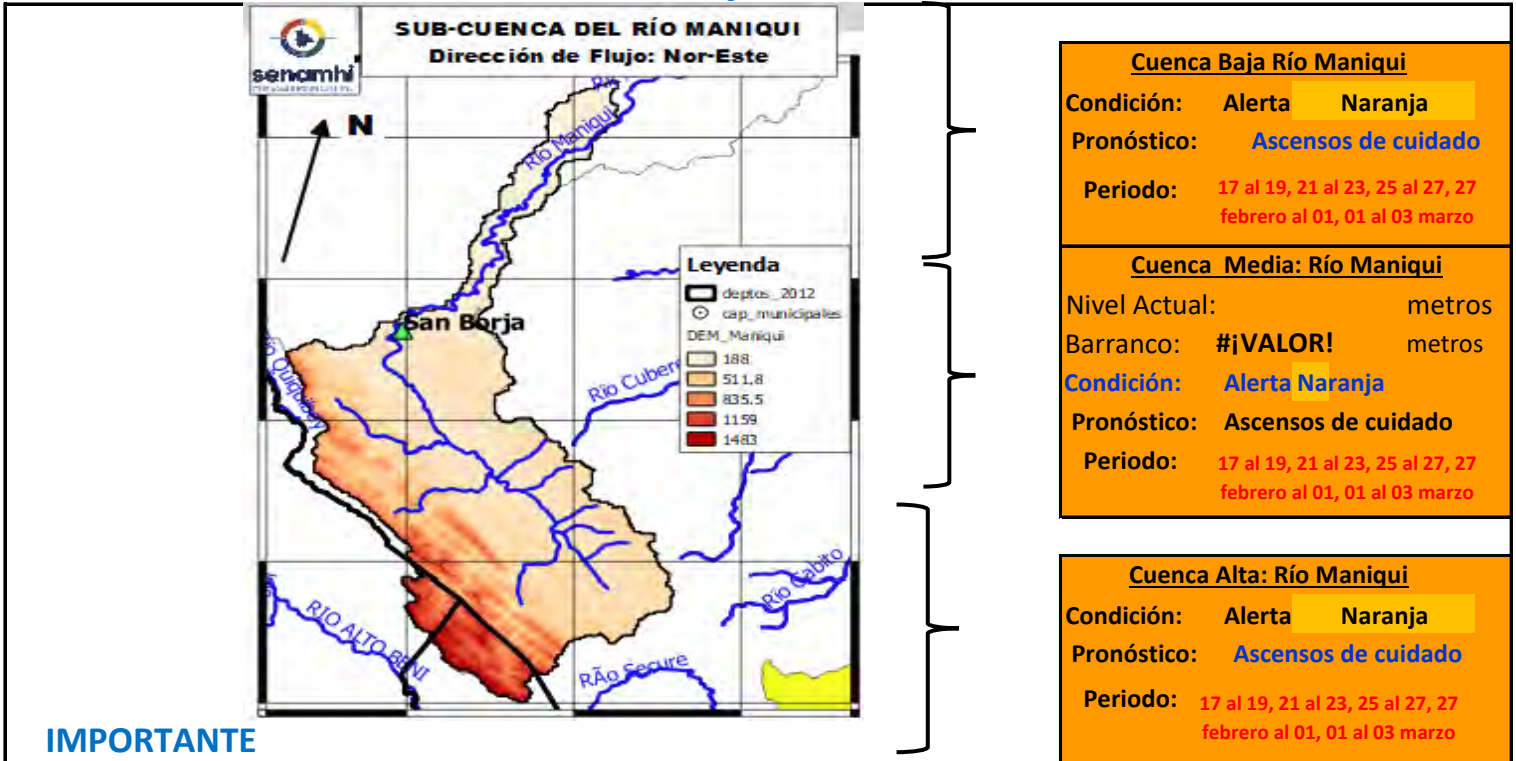 SUB-CUENCA DEL RÍO MANIQUI
Dirección de Flujo: Nor-Este
senamhi
N
Río Maniqui
San Borja
Río Cubere
RIO ALTO BENI
RÃo Secure
Río Cabito
Leyenda
deptos_2012
cap_municipales
DEM_Maniqui
188
511.8
835.5
1159
1483
IMPORTANTE
Cuenca Baja Río Maniqui
Condición: Alerta Naranja
Pronóstico: Ascensos de cuidado
Periodo: 17 al 19, 21 al 23, 25 al 27, 27
febrero al 01, 01 al 03 marzo
Cuenca Media: Río Maniqui
Nivel Actual: metros
Barranco: #¡VALOR! metros
Condición: Alerta Naranja
Pronóstico: Ascensos de cuidado
Periodo: 17 al 19, 21 al 23, 25 al 27, 27
febrero al 01, 01 al 03 marzo
Cuenca Alta: Río Maniqui
Condición: Alerta Naranja
Pronóstico: Ascensos de cuidado
Periodo: 17 al 19, 21 al 23, 25 al 27, 27
febrero al 01, 01 al 03 marzo